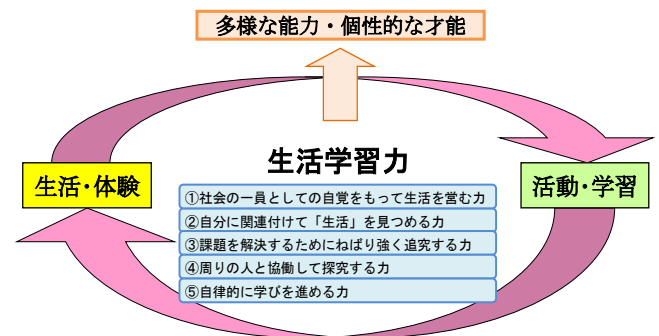 多様な能力・個性的な才能
生活学習力
生活・体験
活動・学習
①社会の一員としての自覚をもって生活を営む力
②自分に関連付けて「生活」を見つめる力
③課題を解決するためにねばり強く追究する力
④周りの人と協働して探究する力
⑤自律的に学びを進める力